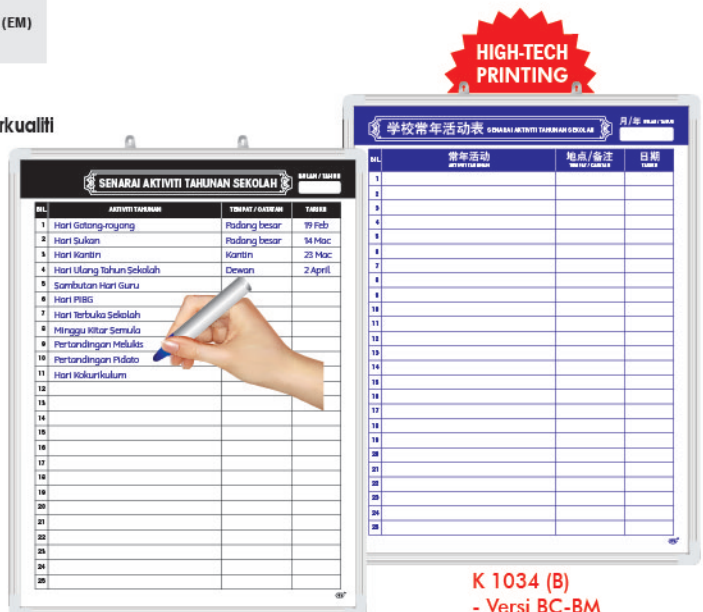 (EM)
HIGH-TECH
PRINTING
rkualiti
SENARAI AKTIVITI TAHUNAN SEKOLAH
BULAN / TAHUN
BIL AKTIVITI TAHUNAN TEMPAT / CATATAN TARIKH
1 Hari Gotong-royong Padang besar 19 Feb
2 Hari Sukan Padang besar 14 Mac
3 Hari Kantin Kantin 23 Mac
4 Hari Ulang Tahun Sekolah Dewan 2 April
5 Sambutan Hari Guru
6 Hari PIBG
7 Hari Terbuka Sekolah
8 Minggu Kitar Semula
9 Pertandingan Melukis
10 Pertandingan Pidato
11 Hari Kokurikulum
12
13
14
15
16
17
18
19
20
21
22
23
24
25
学校常年活动表 SENARAI AKTIVITI TAHUNAN SEKOLAH
月/年 BULAN / TAHUN
BIL 常年活动 地点/备注 日期
AKTIVITI TAHUNAN TEMPAT / CATATAN TARIKH
1
2
3
4
5
6
7
8
9
10
11
12
13
14
15
16
17
18
19
20
21
22
23
24
25
K 1034 (B)
- Versi BC-BM